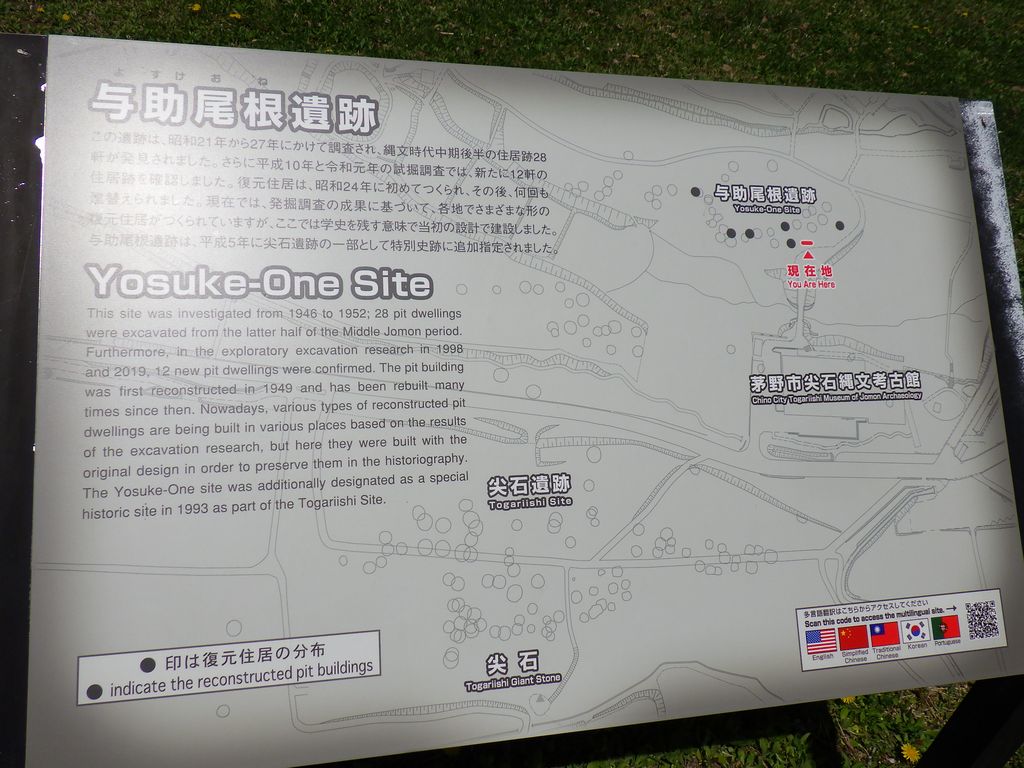 よすけおね
与助尾根遺跡
この遺跡は、昭和21年から27年にかけて調査され、縄文時代中期後半の住居跡28
軒が発見されました。さらに平成10年と令和元年の試掘調査では、新たに12軒の
住居跡を確認しました。復元住居は、昭和24年に初めてつくられ、その後、何回も
建替えられました。現在では、発掘調査の成果に基づいて、各地でさまざまな形の
復元住居がつくられていますが、ここでは学史を残す意味で当初の設計で建設しました。
与助尾根遺跡は、平成5年に尖石遺跡の一部として特別史跡に追加指定されました。
Yosuke-One Site
This site was investigated from 1946 to 1952; 28 pit dwellings
were excavated from the latter half of the Middle Jomon period.
Furthermore, in the exploratory excavation research in 1998
and 2019, 12 new pit dwellings were confirmed. The pit building
was first reconstructed in 1949 and has been rebuilt many
times since then. Nowadays, various types of reconstructed pit
dwellings are being built in various places based on the results
of the excavation research, but here they were built with the
original design in order to preserve them in the historiography.
The Yosuke-One site was additionally designated as a special
historic site in 1993 as part of the Togariishi Site.
与助尾根遺跡
Yosuke-One Site
現在地
You Are Here
茅野市尖石縄文考古館
Chino City Togariishi Museum of Jomon Archaeology
尖石遺跡
Togariishi Site
尖石
Togariishi Giant Stone
●印は復元住居の分布
● indicate the reconstructed pit buildings
多言語翻訳はこちらからアクセスしてください
Scan this code to access the multilingual site. →
English
Simplified Chinese
Traditional Chinese
Korean
Portuguese